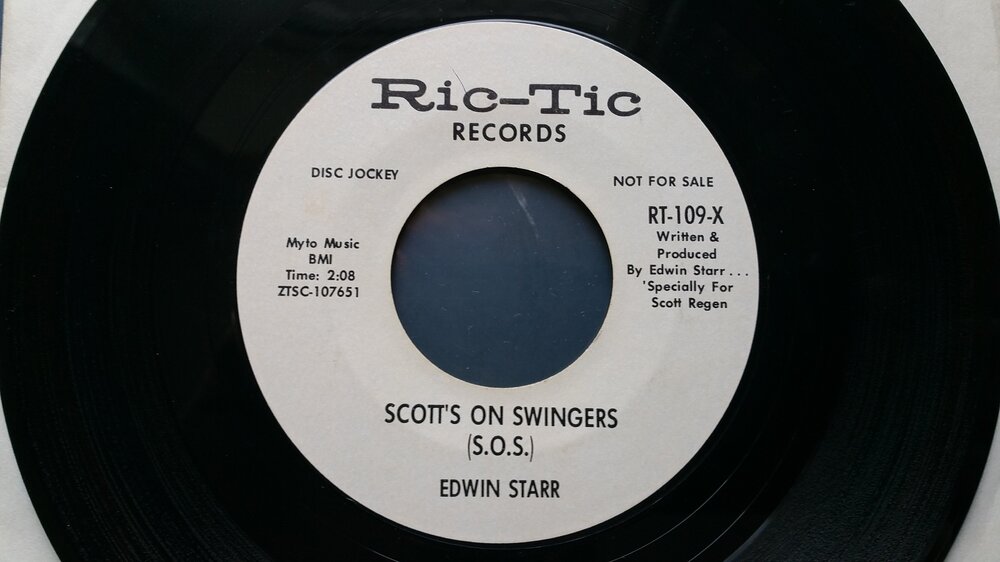 Ric-Tic
RECORDS
DISC JOCKEY
NOT FOR SALE
RT-109-X
Written &
Produced
By Edwin Starr...
'Specially For
Scott Regen
Myto Music
BMI
Time: 2:08
ZTSC-107651
SCOTT'S ON SWINGERS
(S.O.S.)
EDWIN STARR